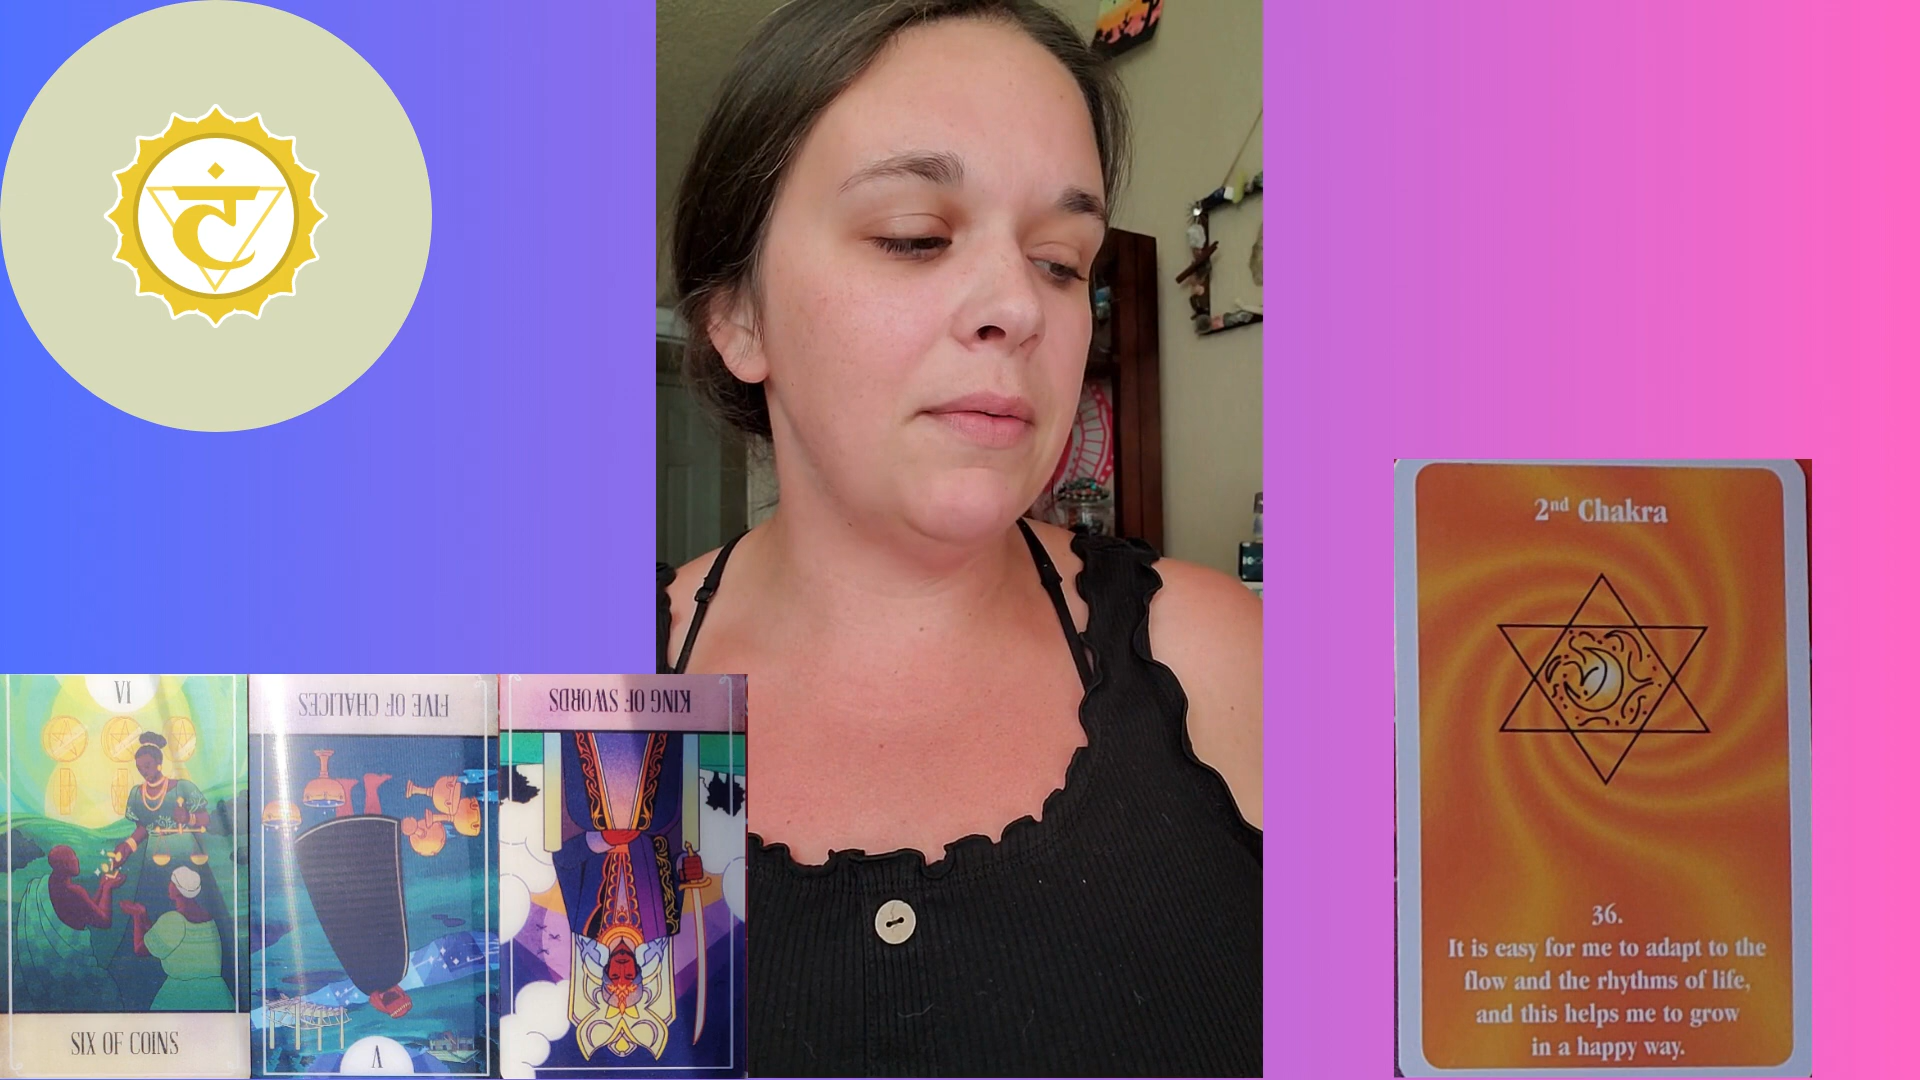 वं
VI
SIX OF COINS
FIVE OF CHALICES
V
KING OF SWORDS
2nd Chakra
36.
It is easy for me to adapt to the
flow and the rhythms of life,
and this helps me to grow
in a happy way.